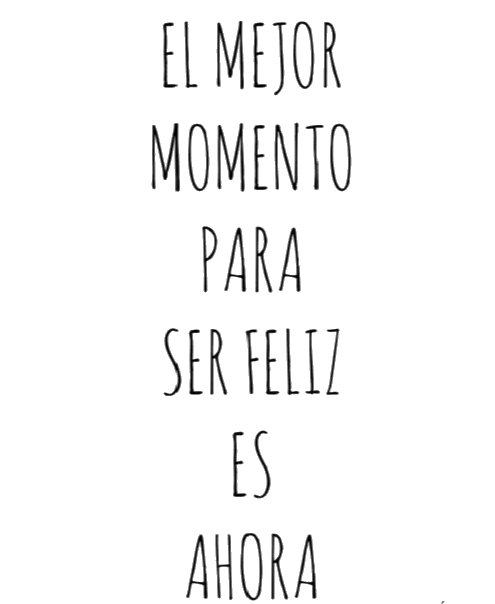 EL MEJOR
MOMENTO
PARA
SER FELIZ
ES
AHORA